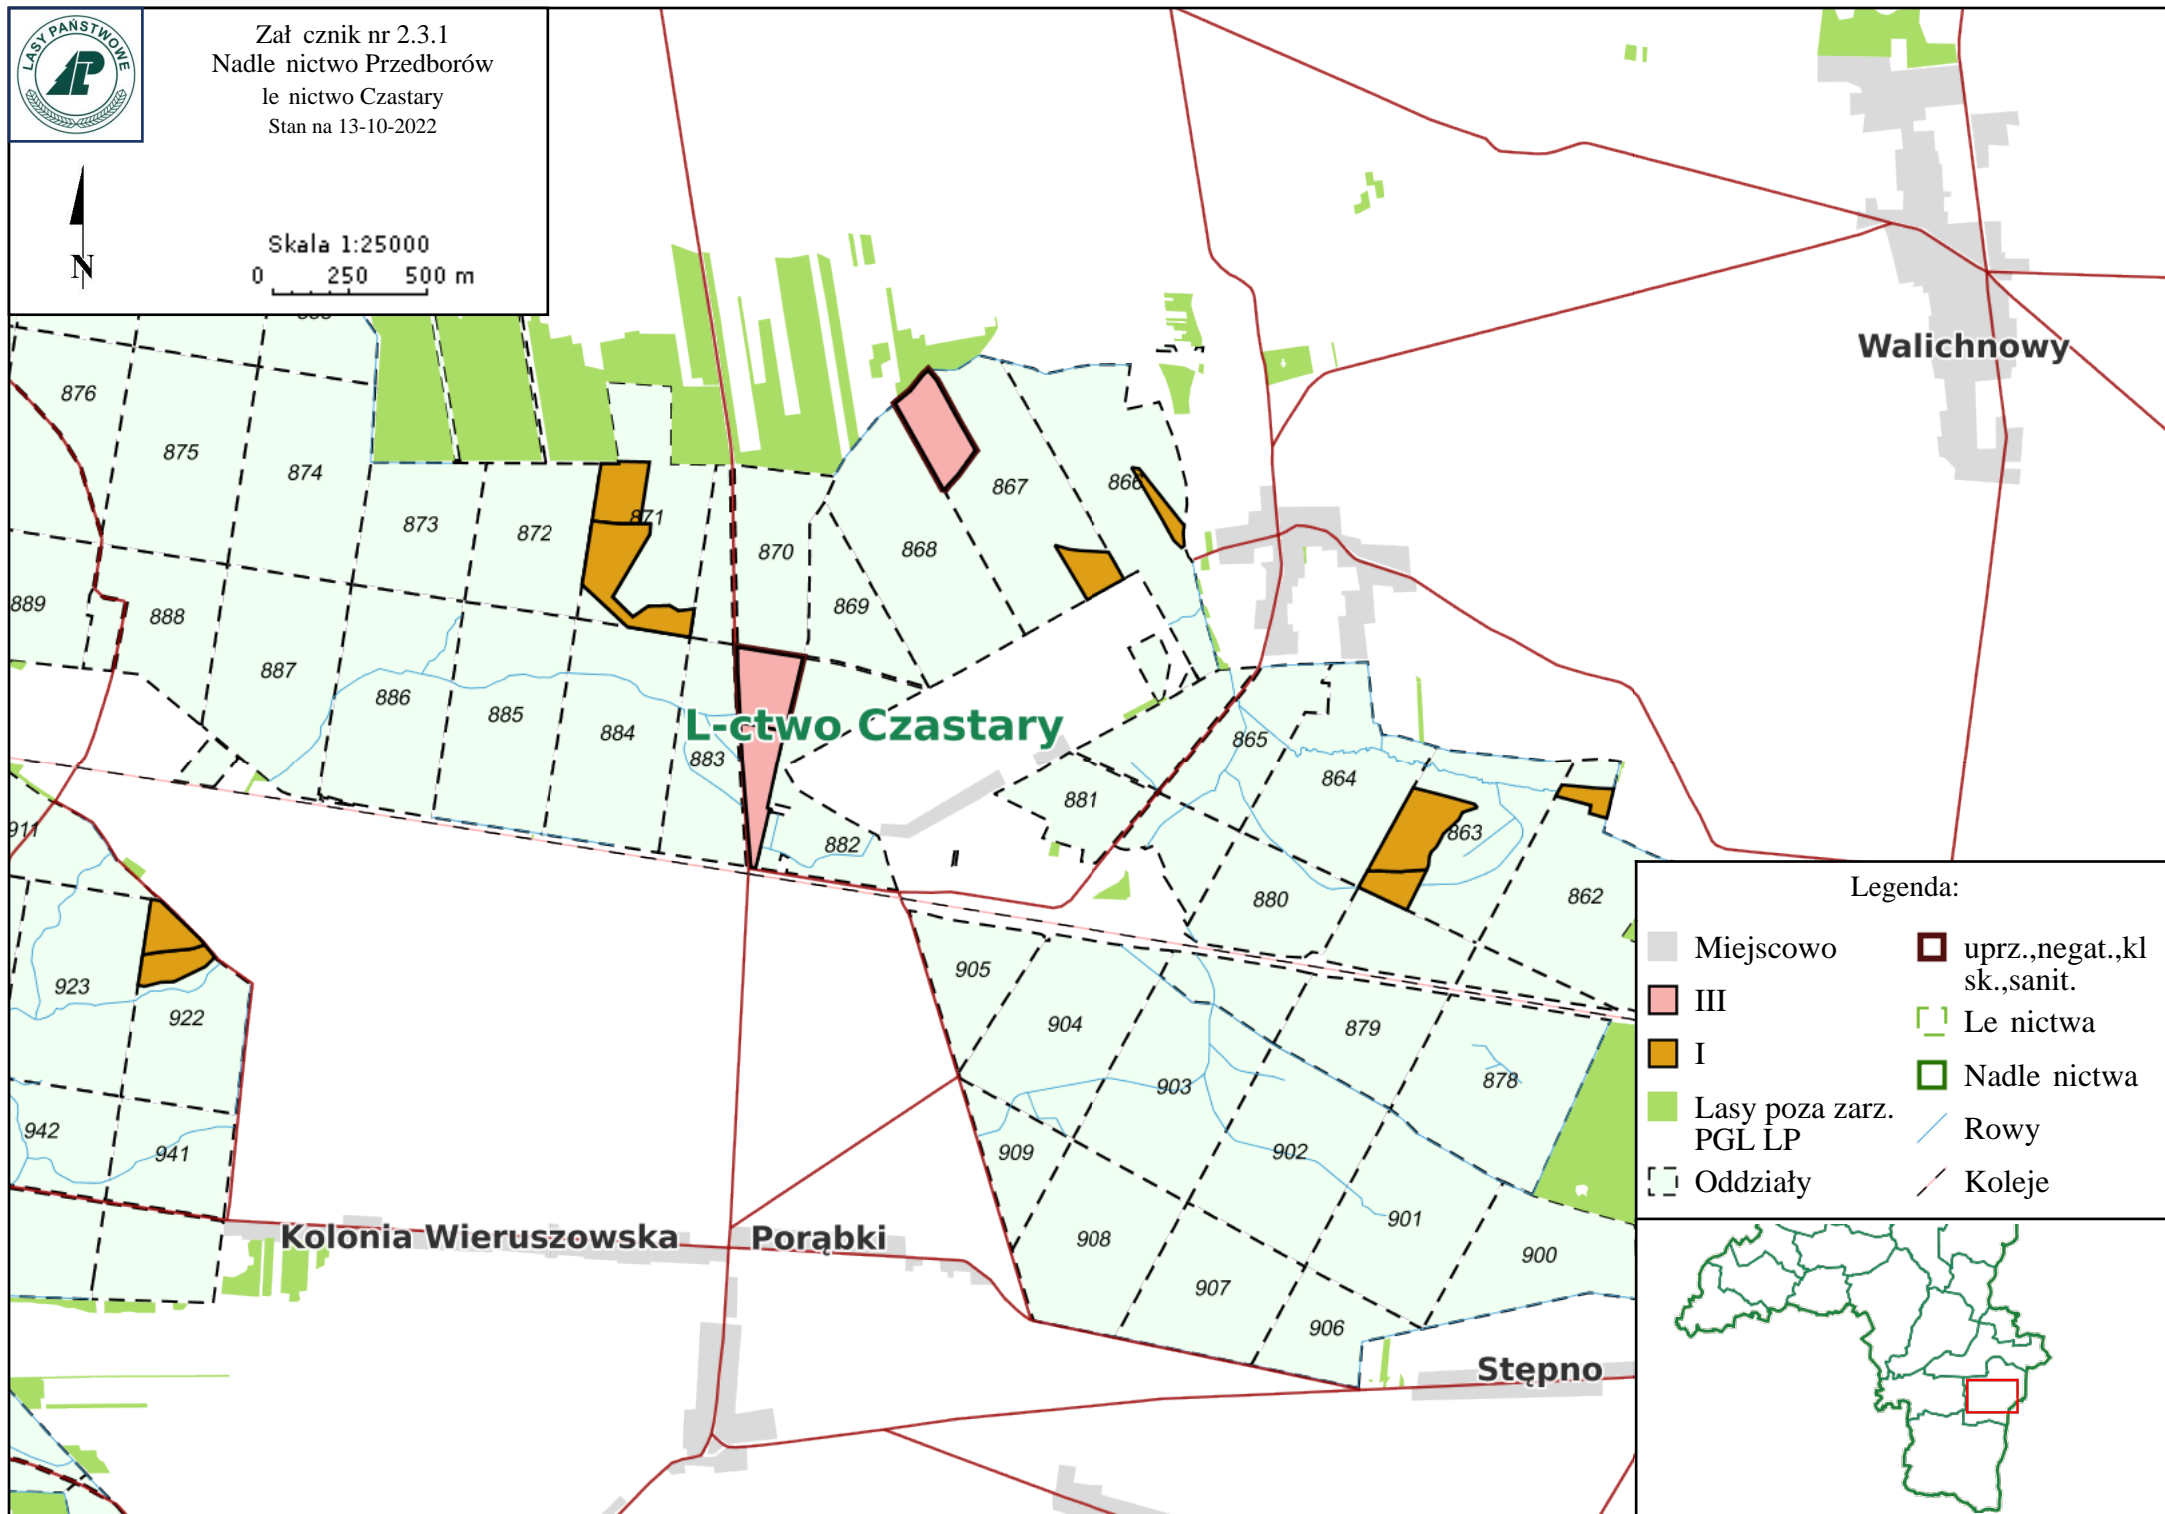 LASY PAŃSTWOWE
LP
Zał cznik nr 2.3.1
Nadle nictwo Przedborów
le nictwo Czastary
Stan na 13-10-2022
N
Skala 1:25000
0 250 500 m
Walichnowy
876
875
874
873
872
871
870
869
868
867
866
889
888
887
886
885
884
883
L-ctwo Czastary
882
881
865
864
863
862
880
911
923
922
942
941
905
904
903
879
878
909
902
901
908
907
906
900
Kolonia Wieruszowska
Porąbki
Stępno
Legenda:
Miejscowo
III
I
Lasy poza zarz.
PGL LP
Oddziały
uprz.,negat.,kl
sk.,sanit.
Le nictwa
Nadle nictwa
Rowy
Koleje